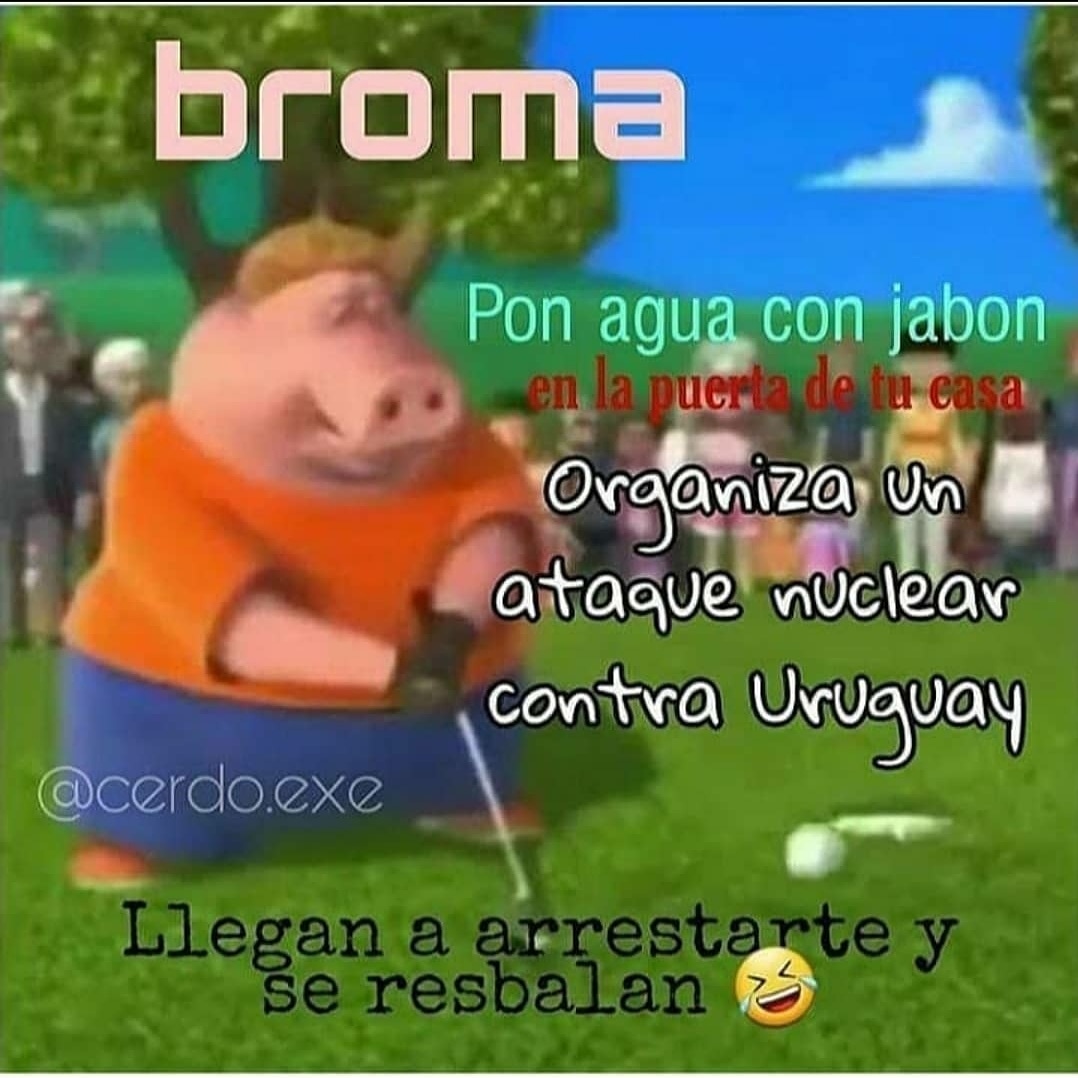 broma
Pon agua con jabon
en la puerta de tu casa
Organiza un
ataque nuclear
contra Uruguay
@cerdo.exe
Llegan a arrestarte y
se resbalan 🤣